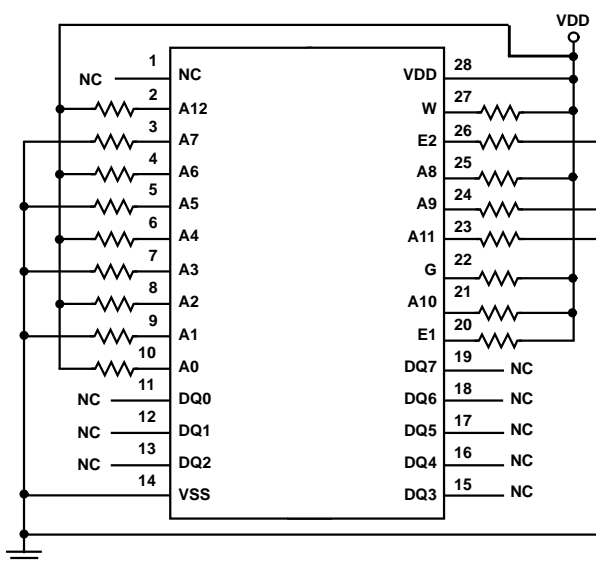 VDD
1 NC NC
2 A12
3 A7
4 A6
5 A5
6 A4
7 A3
8 A2
9 A1
10 A0
NC 11 DQ0
NC 12 DQ1
NC 13 DQ2
14 VSS
VDD 28
W 27
E2 26
A8 25
A9 24
A11 23
G 22
A10 21
E1 20
DQ7 19 NC
DQ6 18 NC
DQ5 17 NC
DQ4 16 NC
DQ3 15 NC